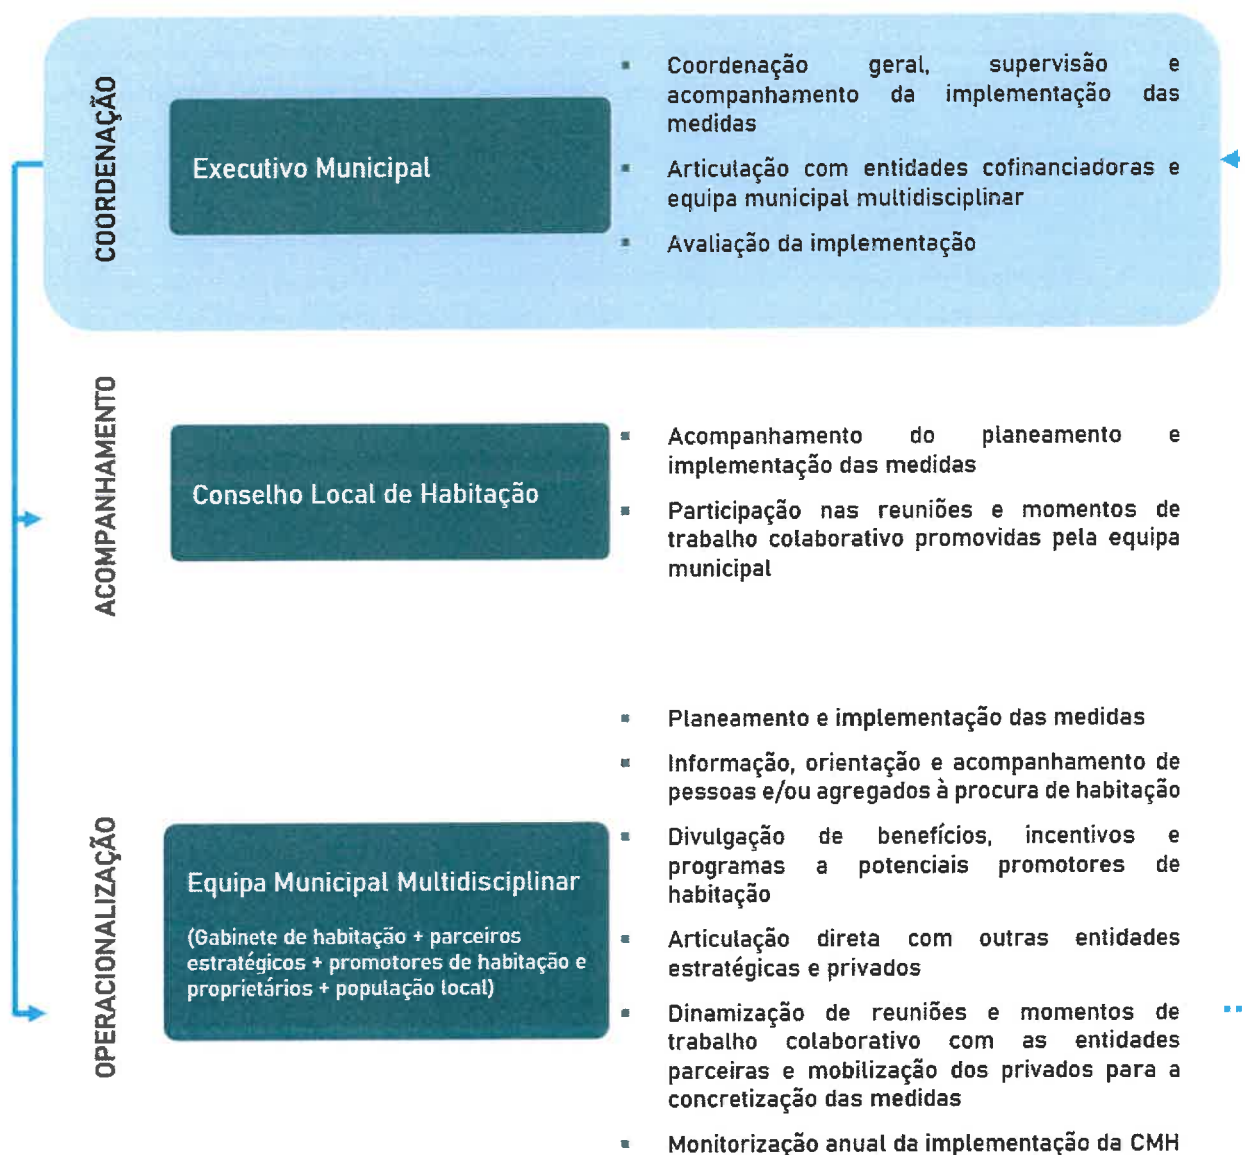 COORDENAÇÃO
Executivo Municipal
Coordenação geral, supervisão e
acompanhamento da implementação das
medidas
Articulação com entidades cofinanciadoras e
equipa municipal multidisciplinar
Avaliação da implementação
ACOMPANHAMENTO
Conselho Local de Habitação
Acompanhamento do planeamento e
implementação das medidas
Participação nas reuniões e momentos de
trabalho colaborativo promovidas pela equipa
municipal
OPERACIONALIZAÇÃO
Equipa Municipal Multidisciplinar
(Gabinete de habitação + parceiros
estratégicos + promotores de habitação e
proprietários + população local)
Planeamento e implementação das medidas
Informação, orientação e acompanhamento de
pessoas e/ou agregados à procura de habitação
Divulgação de benefícios, incentivos e
programas a potenciais promotores de
habitação
Articulação direta com outras entidades
estratégicas e privados
Dinamização de reuniões e momentos de
trabalho colaborativo com as entidades
parceiras e mobilização dos privados para a
concretização das medidas
Monitorização anual da implementação da CMH